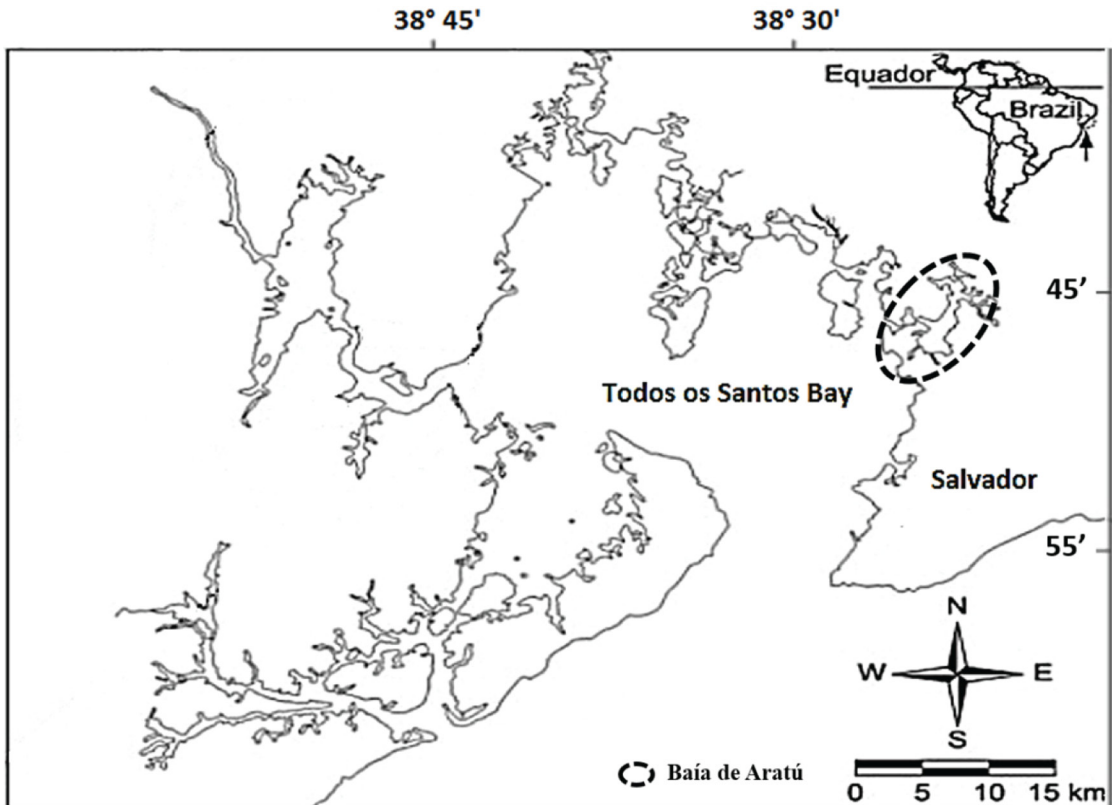 38° 45' 38° 30'
Equador
Brazil
45’
Todos os Santos Bay
Salvador
55’
N
W E
S
Baía de Aratú
0 5 10 15 km